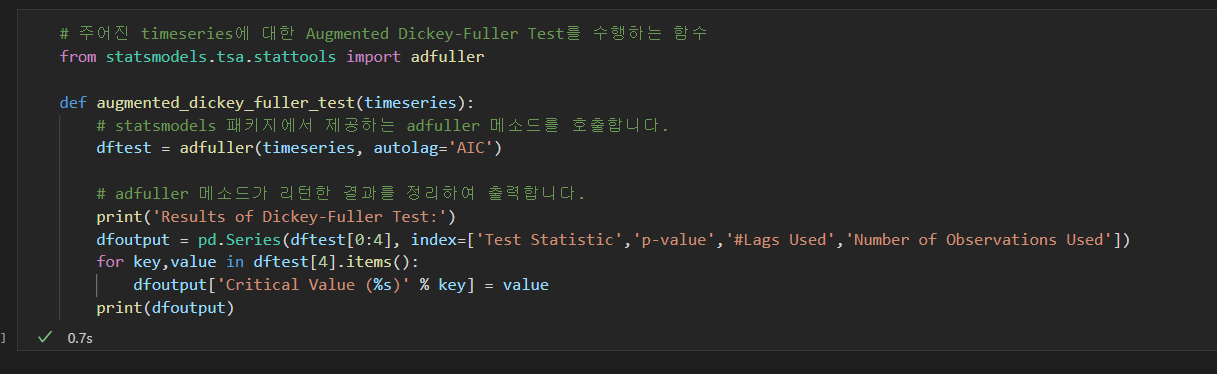 # 주어진 timeseries에 대한 Augmented Dickey-Fuller Test를 수행하는 함수
from statsmodels.tsa.stattools import adfuller
def augmented_dickey_fuller_test(timeseries):
# statsmodels 패키지에서 제공하는 adfuller 메소드를 호출합니다.
dftest = adfuller(timeseries, autolag='AIC')
# adfuller 메소드가 리턴한 결과를 정리하여 출력합니다.
print('Results of Dickey-Fuller Test:')
dfoutput = pd.Series(dftest[0:4], index=['Test Statistic','p-value','#Lags Used','Number of Observations Used'])
for key,value in dftest[4].items():
dfoutput['Critical Value (%s)' % key] = value
print(dfoutput)
] ✓ 0.7s